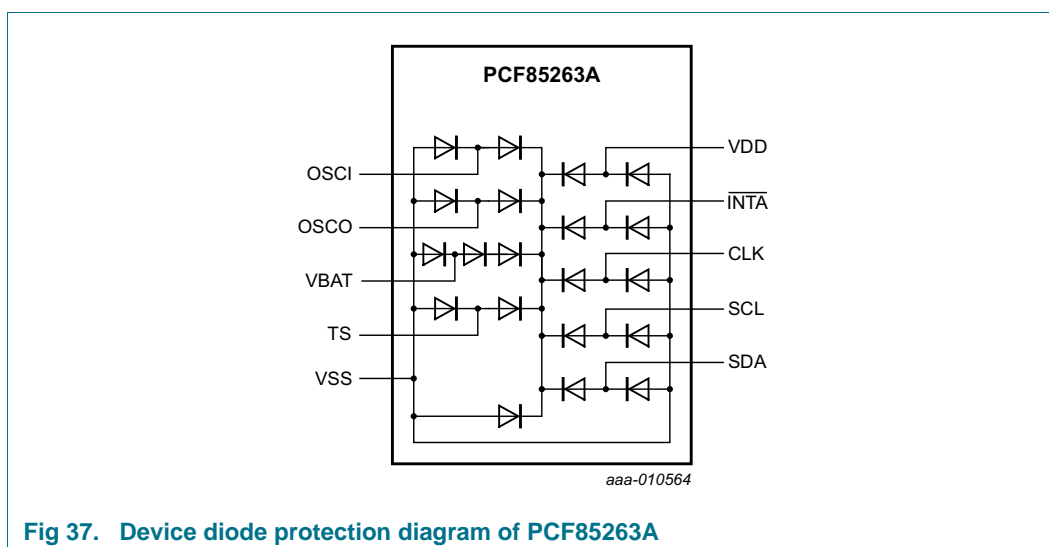 PCF85263A
OSCI
OSCO
VBAT
TS
VSS
VDD
INTA
CLK
SCL
SDA
aaa-010564
Fig 37. Device diode protection diagram of PCF85263A